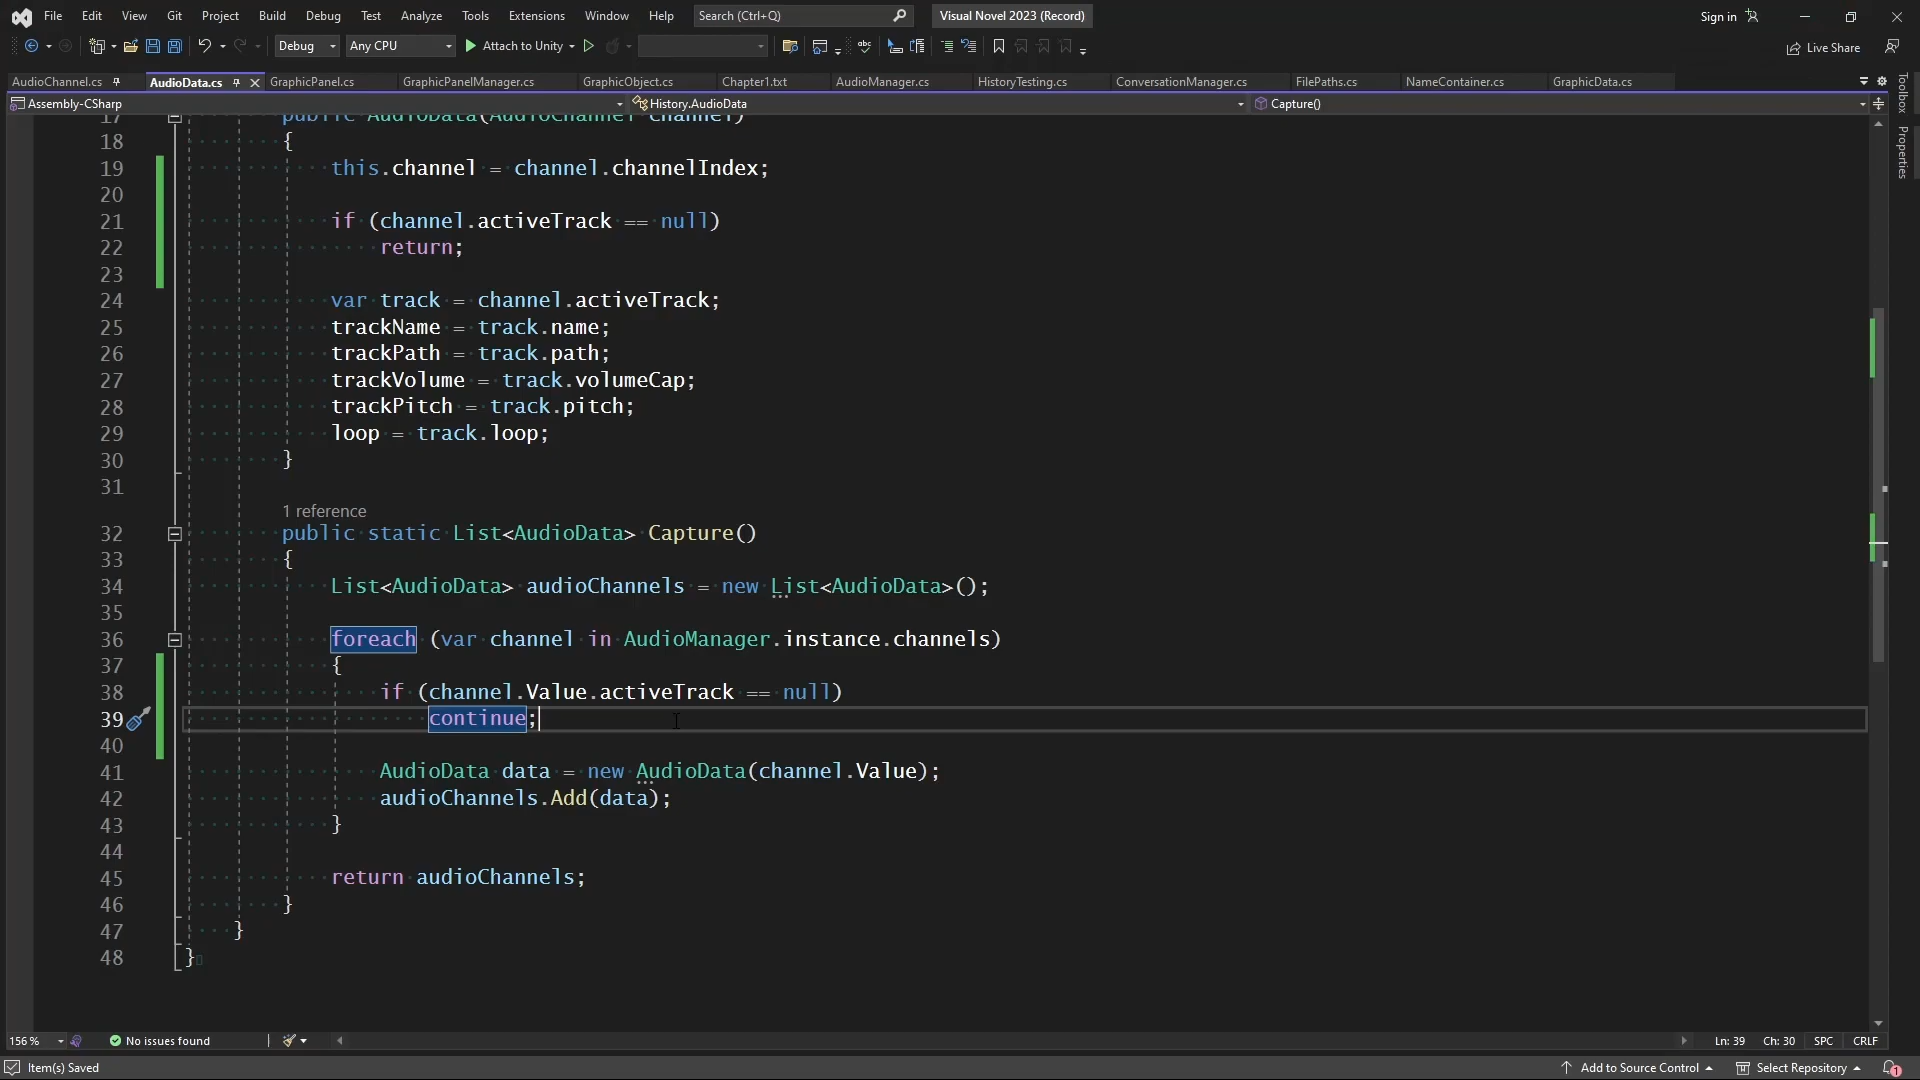 File Edit View Git Project Build Debug Test Analyze Tools Extensions Window Help Search (Ctrl+Q) Visual Novel 2023 (Record) Sign in
Debug Any CPU Attach to Unity Live Share
AudioChannel.cs AudioData.cs GraphicPanel.cs GraphicPanelManager.cs GraphicObject.cs Chapter1.txt AudioManager.cs HistoryTesting.cs ConversationManager.cs FilePaths.cs NameContainer.cs GraphicData.cs
Assembly-CSharp History.AudioData Capture()
Toolbox
Properties
17 public AudioData(AudioChannel channel)
18 {
19 this.channel = channel.channelIndex;
20
21 if (channel.activeTrack == null)
22 return;
23
24 var track = channel.activeTrack;
25 trackName = track.name;
26 trackPath = track.path;
27 trackVolume = track.volumeCap;
28 trackPitch = track.pitch;
29 loop = track.loop;
30 }
31
1 reference
32 public static List<AudioData> Capture()
33 {
34 List<AudioData> audioChannels = new List<AudioData>();
35
36 foreach (var channel in AudioManager.instance.channels)
37 {
38 if (channel.Value.activeTrack == null)
39 continue;
40
41 AudioData data = new AudioData(channel.Value);
42 audioChannels.Add(data);
43 }
44
45 return audioChannels;
46 }
47 }
48 }
156 % No issues found Ln: 39 Ch: 30 SPC CRLF
Item(s) Saved Add to Source Control Select Repository 1